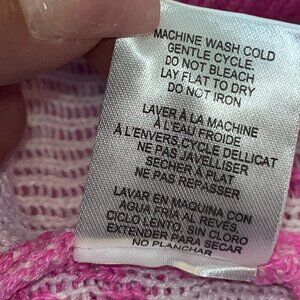 MACHINE WASH COLD
GENTLE CYCLE.
DO NOT BLEACH
LAY FLAT TO DRY
DO NOT IRON
LAVER À LA MACHINE
À L'EAU FROIDE
À L'ENVERS CYCLE DELLICAT
NE PAS JAVELLISER
SECHER À PLAT
NE PAS REPASSER
LAVAR EN MAQUINA CON
AGUA FRÍA AL REVES,
CICLO LENTO, SIN CLORO
EXTENDER PARA SECAR
NO PLANCHAR